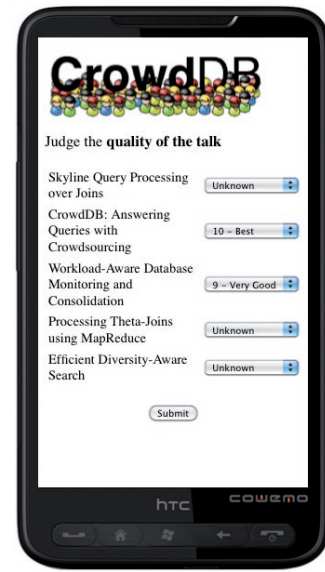 CrowdDB
Judge the quality of the talk
Skyline Query Processing
over Joins
Unknown
CrowdDB: Answering
Queries with
Crowdsourcing
10 - Best
Workload-Aware Database
Monitoring and
Consolidation
9 - Very Good
Processing Theta-Joins
using MapReduce
Unknown
Efficient Diversity-Aware
Search
Unknown
Submit
hTC
cowemo